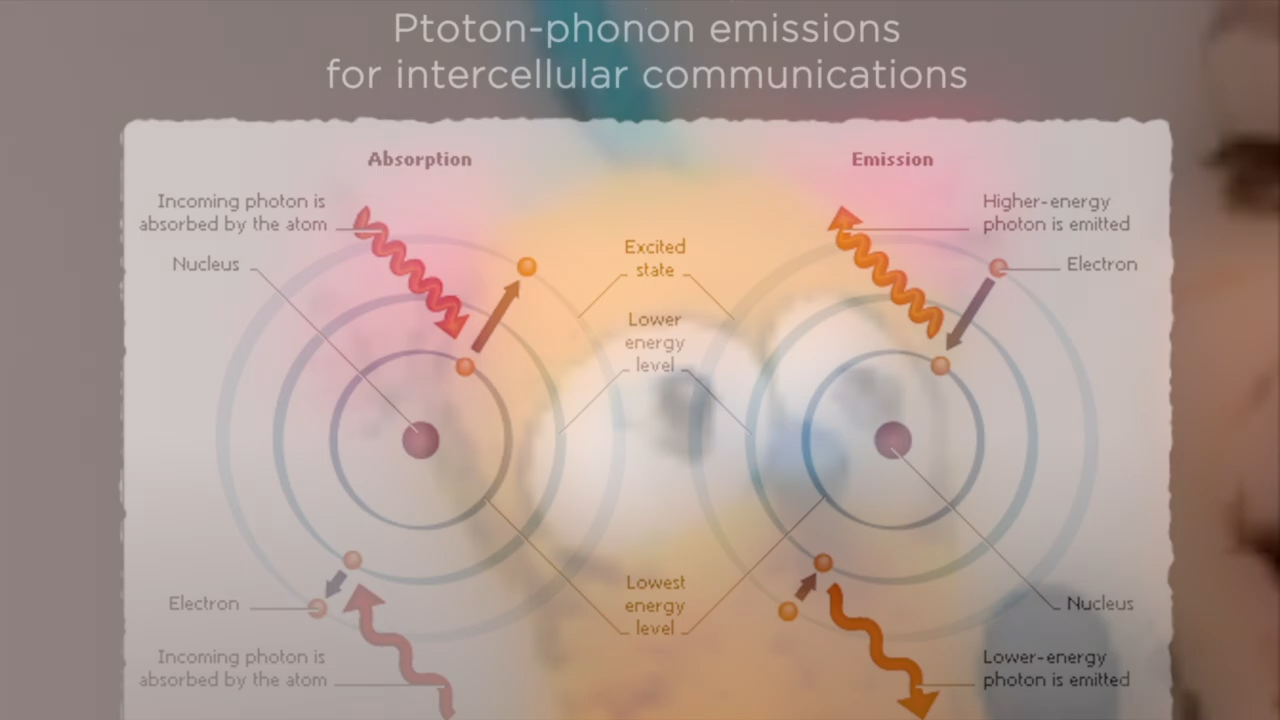 Ptoton-phonon emissions
for intercellular communications
Absorption
Emission
Incoming photon is
absorbed by the atom
Nucleus
Excited
state
Lower
energy
level
Higher-energy
photon is emitted
Electron
Electron
Incoming photon is
absorbed by the atom
Lowest
energy
level
Nucleus
Lower-energy
photon is emitted